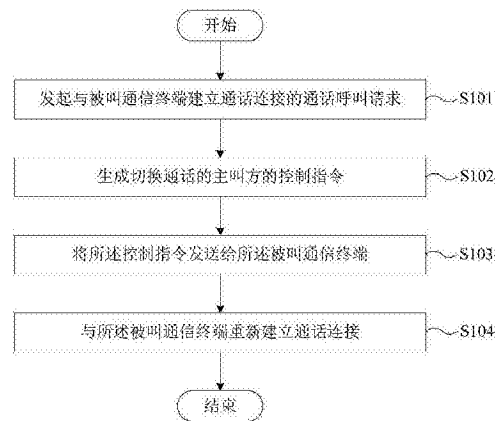 开始
发起与被叫通信终端建立通话连接的通话呼叫请求
S101
生成切换通话的主叫方的控制指令
S102
将所述控制指令发送给所述被叫通信终端
S103
与所述被叫通信终端重新建立通话连接
S104
结束